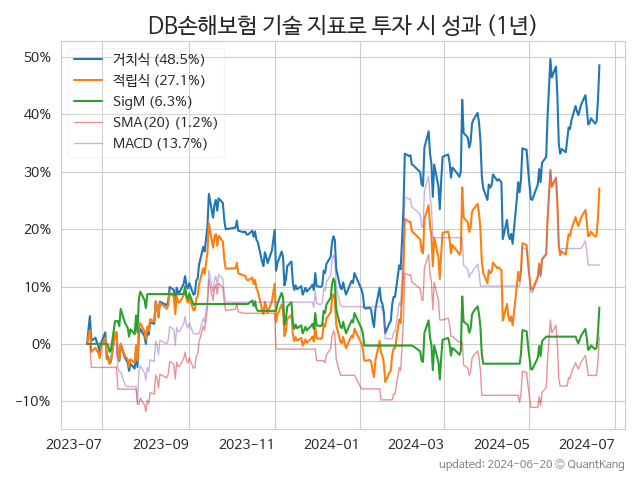 DB손해보험 기술 지표로 투자 시 성과 (1년)
거치식 (48.5%)
적립식 (27.1%)
SigM (6.3%)
SMA(20) (1.2%)
MACD (13.7%)
50%
40%
30%
20%
10%
0%
−10%
2023-07 2023-09 2023-11 2024-01 2024-03 2024-05 2024-07
updated: 2024-06-20 © QuantKang